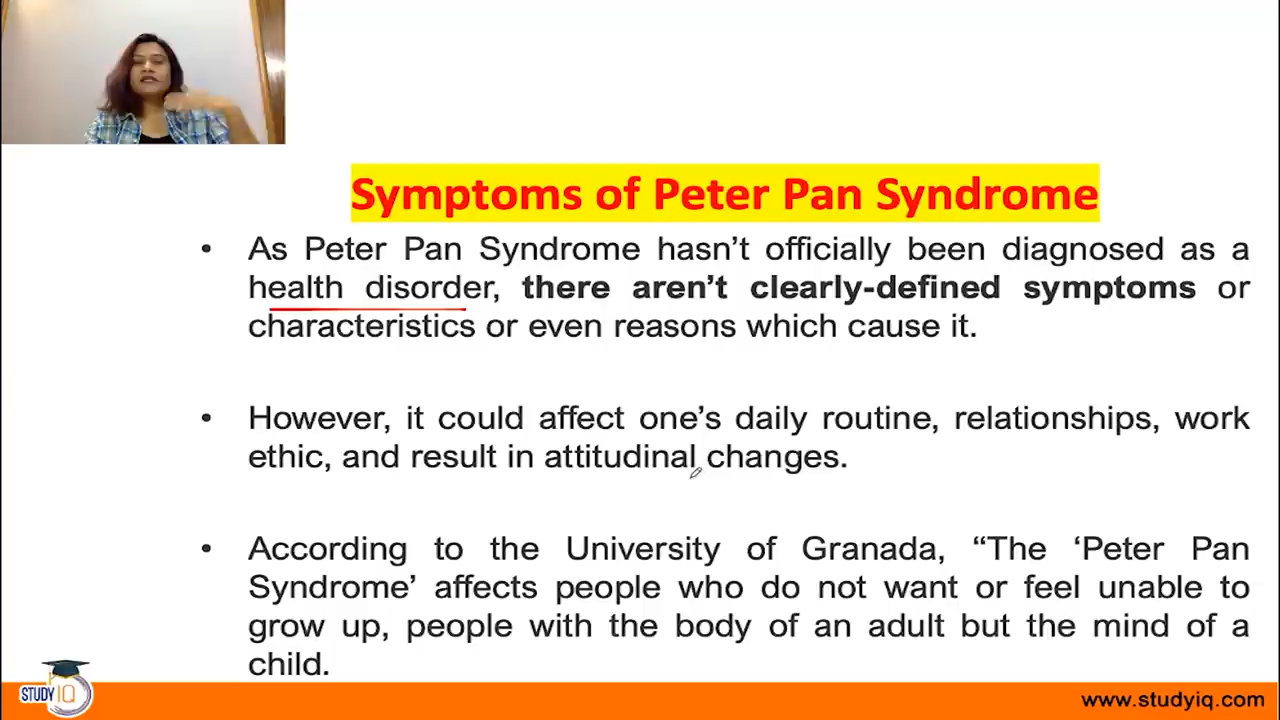 Symptoms of Peter Pan Syndrome
• As Peter Pan Syndrome hasn’t officially been diagnosed as a
health disorder, there aren’t clearly-defined symptoms or
characteristics or even reasons which cause it.
• However, it could affect one’s daily routine, relationships, work
ethic, and result in attitudinal changes.
• According to the University of Granada, “The ‘Peter Pan
Syndrome’ affects people who do not want or feel unable to
grow up, people with the body of an adult but the mind of a
child.
STUDY IQ
www.studyiq.com